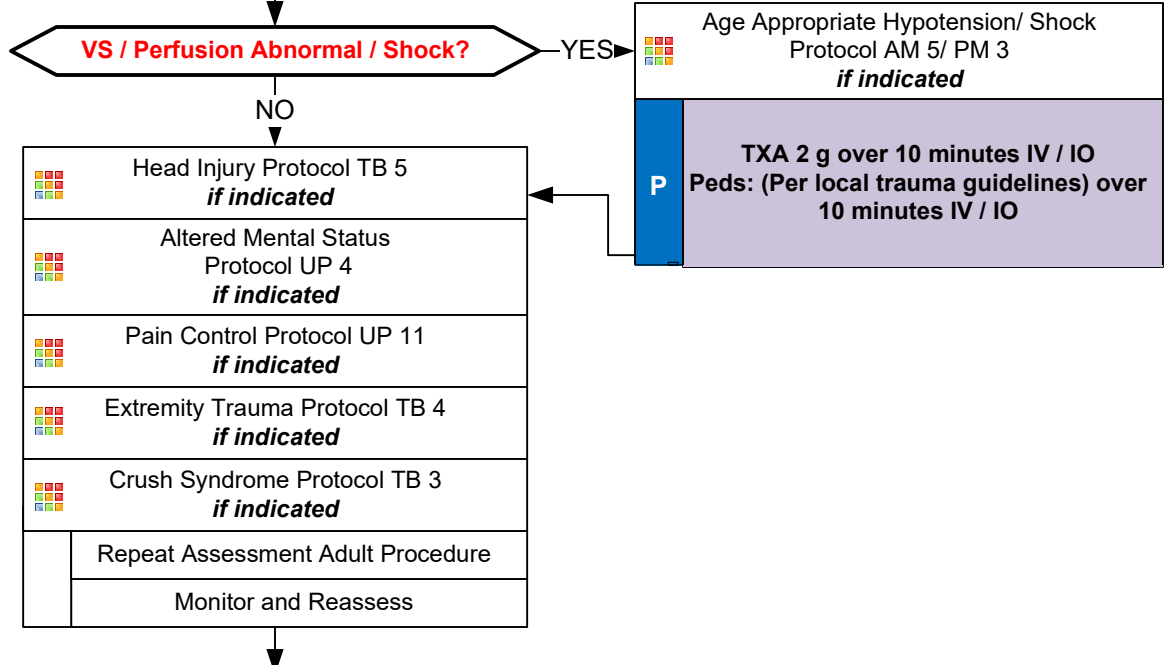 VS / Perfusion Abnormal / Shock?
YES
Age Appropriate Hypotension/ Shock
Protocol AM 5/ PM 3
if indicated
P
TXA 2 g over 10 minutes IV / IO
Peds: (Per local trauma guidelines) over
10 minutes IV / IO
NO
Head Injury Protocol TB 5
if indicated
Altered Mental Status
Protocol UP 4
if indicated
Pain Control Protocol UP 11
if indicated
Extremity Trauma Protocol TB 4
if indicated
Crush Syndrome Protocol TB 3
if indicated
Repeat Assessment Adult Procedure
Monitor and Reassess